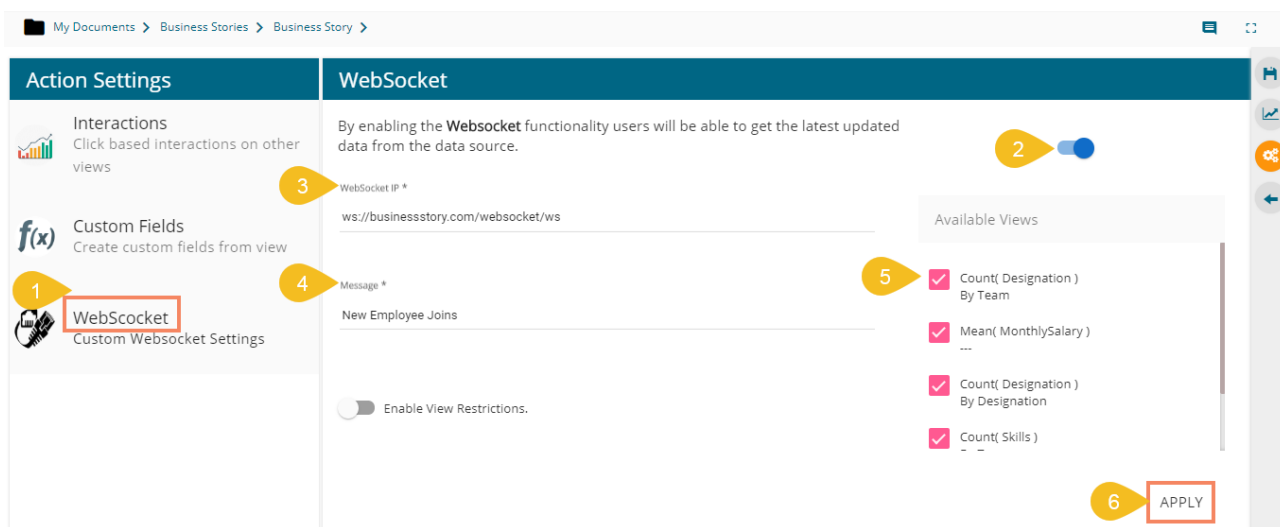 My Documents > Business Stories > Business Story >
Action Settings
Interactions
Click based interactions on other
views
f(x)
Custom Fields
Create custom fields from view
1
WebScocket
Custom Websocket Settings
WebSocket
By enabling the Websocket functionality users will be able to get the latest updated
data from the data source.
2
3
WebSocket IP *
ws://businessstory.com/websocket/ws
4
Message *
New Employee Joins
Enable View Restrictions.
Available Views
5
Count( Designation )
By Team
Mean( MonthlySalary )
---
Count( Designation )
By Designation
Count( Skills )
6
APPLY